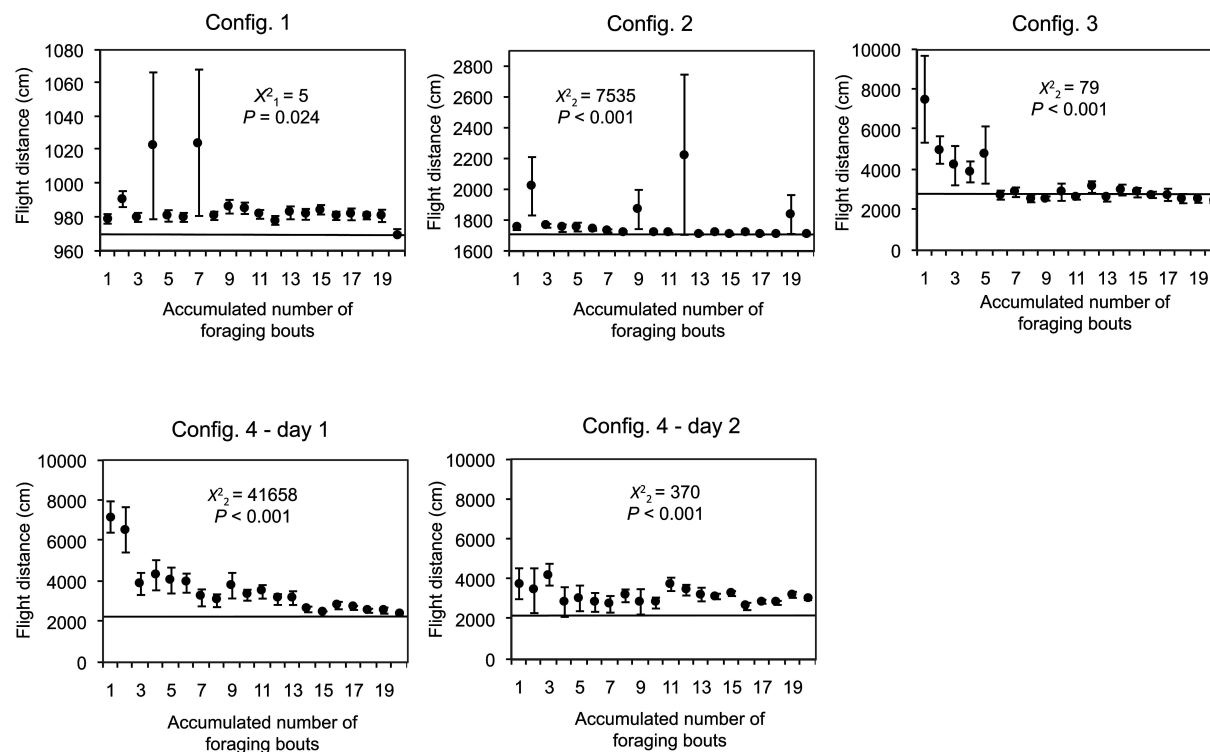 Config. 1
1080
1060
1040
1020
1000
980
960
Flight distance (cm)
X²₁ = 5
P = 0.024
1 3 5 7 9 11 13 15 17 19
Accumulated number of
foraging bouts
Config. 2
2800
2600
2400
2200
2000
1800
1600
Flight distance (cm)
X²₂ = 7535
P < 0.001
1 3 5 7 9 11 13 15 17 19
Accumulated number of
foraging bouts
Config. 3
10000
8000
6000
4000
2000
0
Flight distance (cm)
X²₂ = 79
P < 0.001
1 3 5 7 9 11 13 15 17 19
Accumulated number of
foraging bouts
Config. 4 - day 1
10000
8000
6000
4000
2000
0
Flight distance (cm)
X²₂ = 41658
P < 0.001
1 3 5 7 9 11 13 15 17 19
Accumulated number of
foraging bouts
Config. 4 - day 2
10000
8000
6000
4000
2000
0
Flight distance (cm)
X²₂ = 370
P < 0.001
1 3 5 7 9 11 13 15 17 19
Accumulated number of
foraging bouts